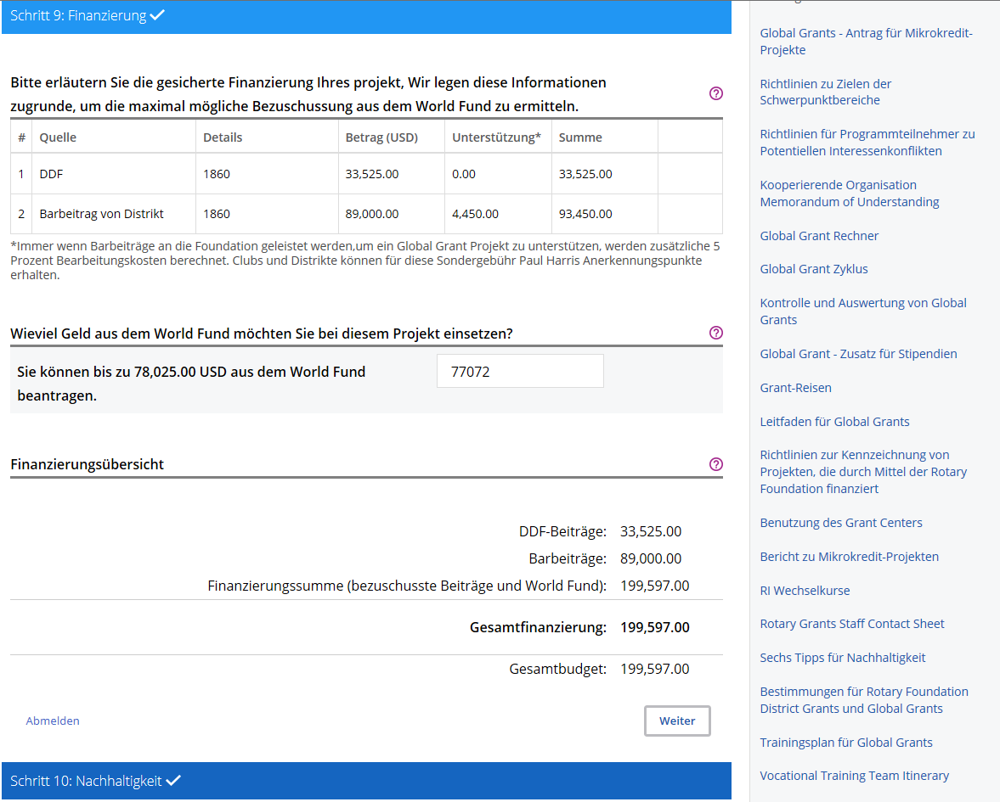 Schritt 9: Finanzierung
Bitte erläutern Sie die gesicherte Finanzierung Ihres projekt, Wir legen diese Informationen
zugrunde, um die maximal mögliche Bezuschussung aus dem World Fund zu ermitteln.
?
# Quelle Details Betrag (USD) Unterstützung* Summe
1 DDF 1860 33,525.00 0.00 33,525.00
2 Barbeitrag von Distrikt 1860 89,000.00 4,450.00 93,450.00
*Immer wenn Barbeiträge an die Foundation geleistet werden,um ein Global Grant Projekt zu unterstützen, werden zusätzliche 5
Prozent Bearbeitungskosten berechnet. Clubs und Distrikte können für diese Sondergebühr Paul Harris Anerkennungspunkte
erhalten.
Wieviel Geld aus dem World Fund möchten Sie bei diesem Projekt einsetzen?
?
Sie können bis zu 78,025.00 USD aus dem World Fund
beantragen.
77072
Finanzierungsübersicht
?
DDF-Beiträge: 33,525.00
Barbeiträge: 89,000.00
Finanzierungssumme (bezuschusste Beiträge und World Fund): 199,597.00
Gesamtfinanzierung: 199,597.00
Gesamtbudget: 199,597.00
Abmelden
Weiter
Schritt 10: Nachhaltigkeit
Global Grants - Antrag für Mikrokredit-
Projekte
Richtlinien zu Zielen der
Schwerpunktbereiche
Richtlinien für Programmteilnehmer zu
Potentiellen Interessenkonflikten
Kooperierende Organisation
Memorandum of Understanding
Global Grant Rechner
Global Grant Zyklus
Kontrolle und Auswertung von Global
Grants
Global Grant - Zusatz für Stipendien
Grant-Reisen
Leitfaden für Global Grants
Richtlinien zur Kennzeichnung von
Projekten, die durch Mittel der Rotary
Foundation finanziert
Benutzung des Grant Centers
Bericht zu Mikrokredit-Projekten
RI Wechselkurse
Rotary Grants Staff Contact Sheet
Sechs Tipps für Nachhaltigkeit
Bestimmungen für Rotary Foundation
District Grants und Global Grants
Trainingsplan für Global Grants
Vocational Training Team Itinerary